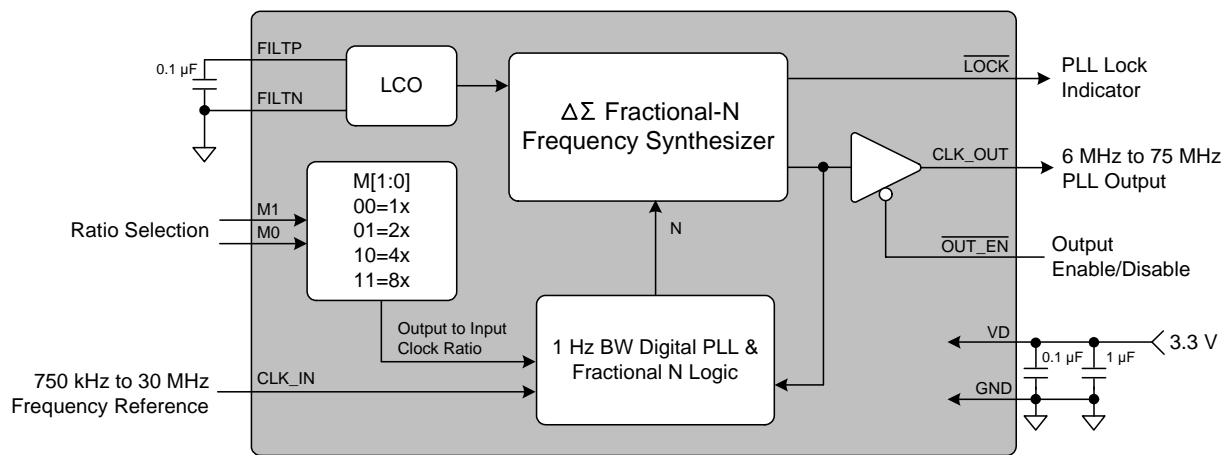 FILTP
0.1 µF
FILTN
LCO
ΔΣ Fractional-N
Frequency Synthesizer
LOCK
PLL Lock
Indicator
CLK_OUT
6 MHz to 75 MHz
PLL Output
M[1:0]
00=1x
01=2x
10=4x
11=8x
Ratio Selection
M1
M0
N
OUT_EN
Output
Enable/Disable
Output to Input
Clock Ratio
1 Hz BW Digital PLL &
Fractional N Logic
750 kHz to 30 MHz
Frequency Reference
CLK_IN
VD
3.3 V
0.1 µF
1 µF
GND